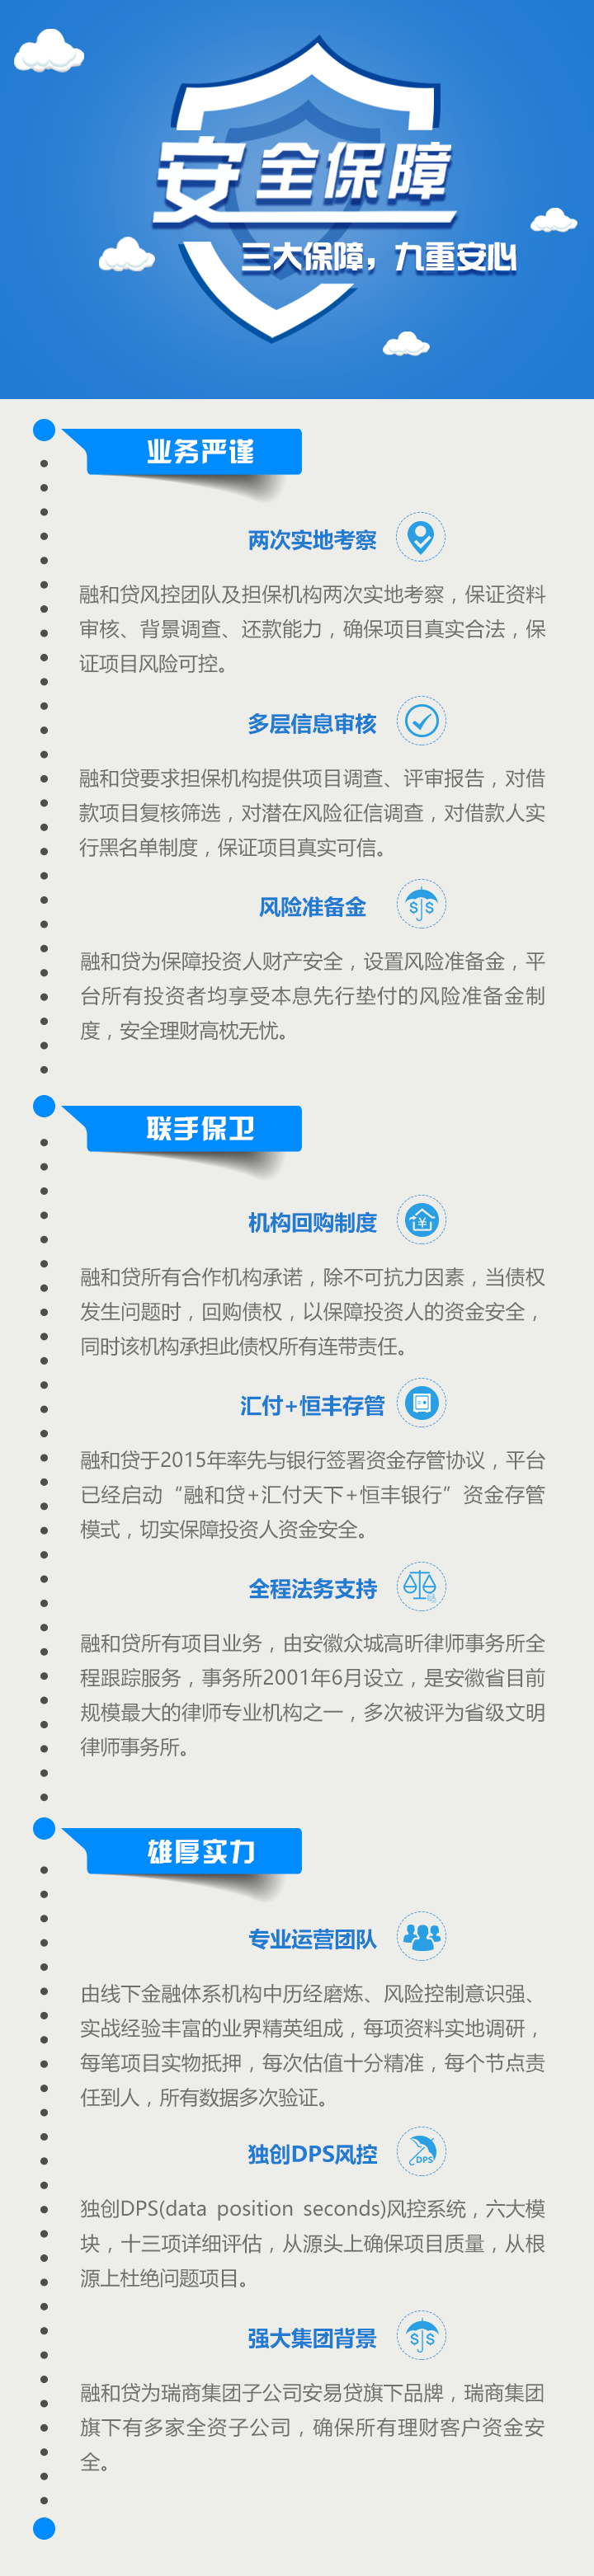 安全保障
三大保障，九重安心
业务严谨
两次实地考察
融和贷风控团队及担保机构两次实地考察，保证资料
审核、背景调查、还款能力，确保项目真实合法，保
证项目风险可控。
多层信息审核
融和贷要求担保机构提供项目调查、评审报告，对借
款项目复核筛选，对潜在风险征信调查，对借款人实
行黑名单制度，保证项目真实可信。
风险准备金
$ $
融和贷为保障投资人财产安全，设置风险准备金，平
台所有投资者均享受本息先行垫付的风险准备金制
度，安全理财高枕无忧。
联手保卫
机构回购制度
¥
融和贷所有合作机构承诺，除不可抗力因素，当债权
发生问题时，回购债权，以保障投资人的资金安全，
同时该机构承担此债权所有连带责任。
汇付+恒丰存管
融和贷于2015年率先与银行签署资金存管协议，平台
已经启动“融和贷+汇付天下+恒丰银行”资金存管
模式，切实保障投资人资金安全。
全程法务支持
融和贷所有项目业务，由安徽众城高昕律师事务所全
程跟踪服务，事务所2001年6月设立，是安徽省目前
规模最大的律师专业机构之一，多次被评为省级文明
律师事务所。
雄厚实力
专业运营团队
由线下金融体系机构中历经磨炼、风险控制意识强、
实战经验丰富的业界精英组成，每项资料实地调研，
每笔项目实物抵押，每次估值十分精准，每个节点责
任到人，所有数据多次验证。
独创DPS风控
DPS
独创DPS(data position seconds)风控系统，六大模
块，十三项详细评估，从源头上确保项目质量，从根
源上杜绝问题项目。
强大集团背景
$ $
融和贷为瑞商集团子公司安易贷旗下品牌，瑞商集团
旗下有多家全资子公司，确保所有理财客户资金安
全。